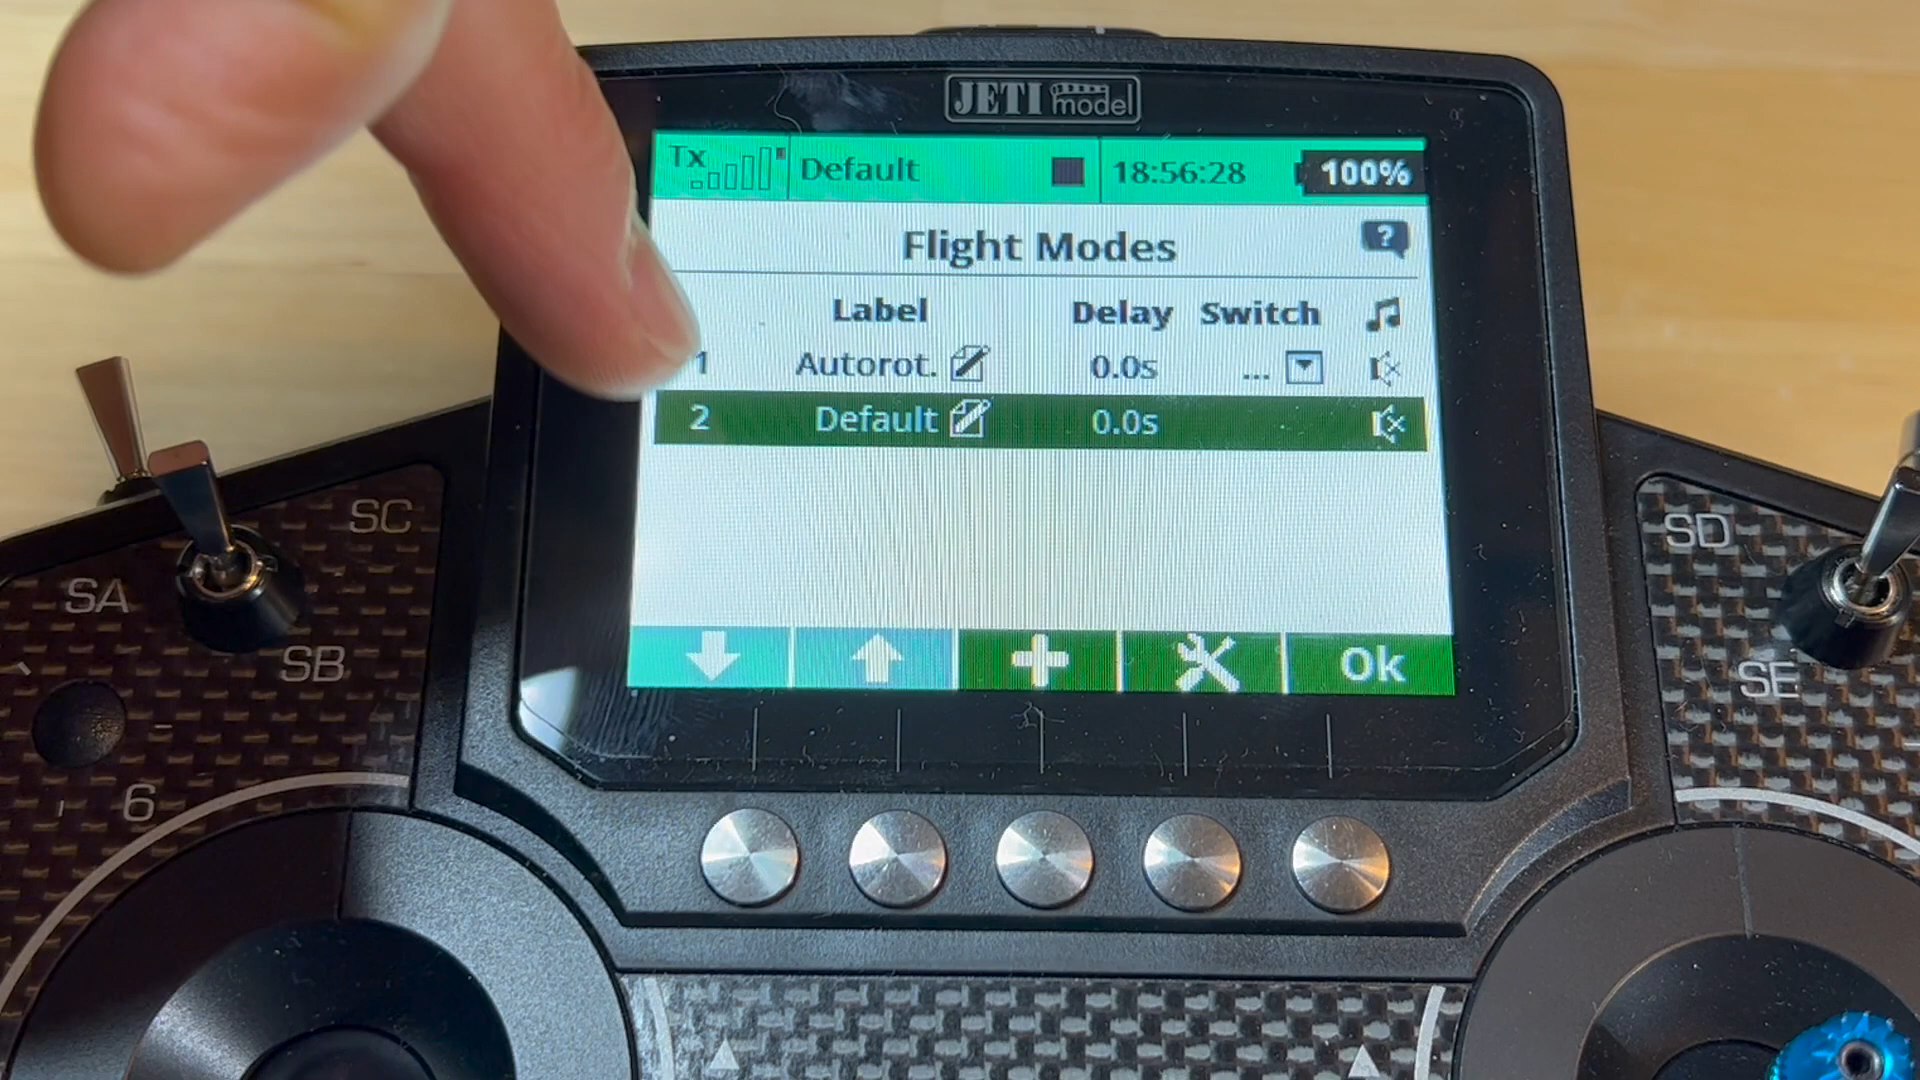 JETI model
Tx Default 18:56:28 100%
Flight Modes ?
Label Delay Switch
1 Autorot. 0.0s ...
2 Default 0.0s
Ok
SC
SA
SB
6
SD
SE